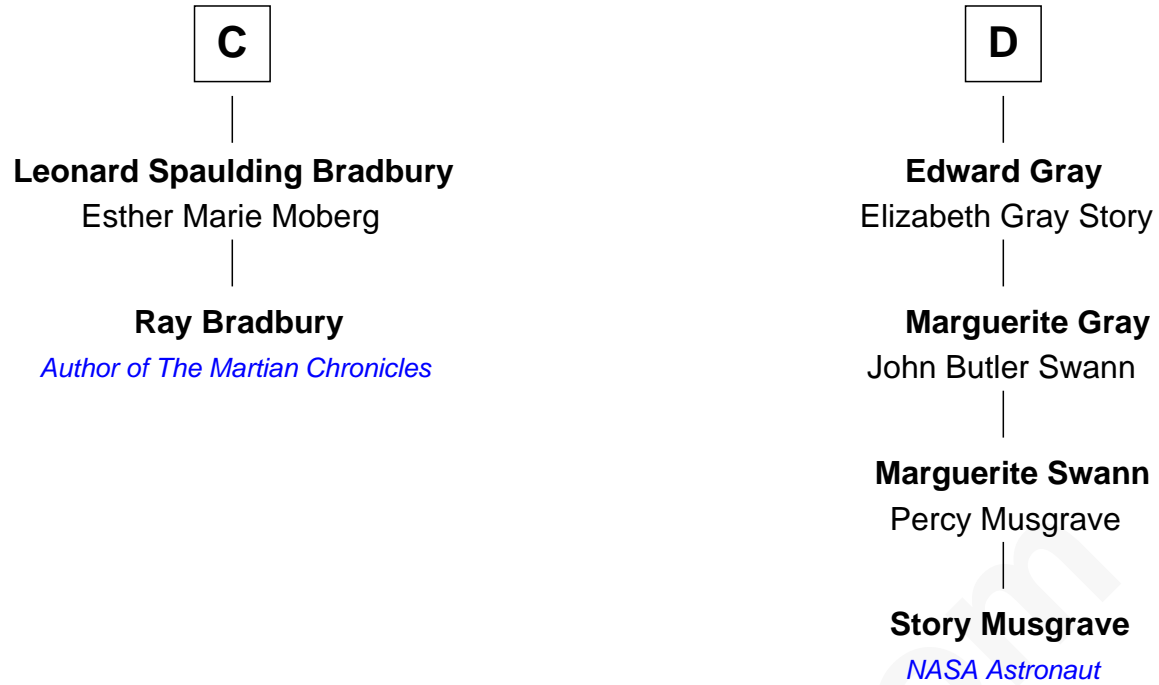 C
Leonard Spaulding Bradbury
Esther Marie Moberg
Ray Bradbury
Author of The Martian Chronicles
D
Edward Gray
Elizabeth Gray Story
Marguerite Gray
John Butler Swann
Marguerite Swann
Percy Musgrave
Story Musgrave
NASA Astronaut